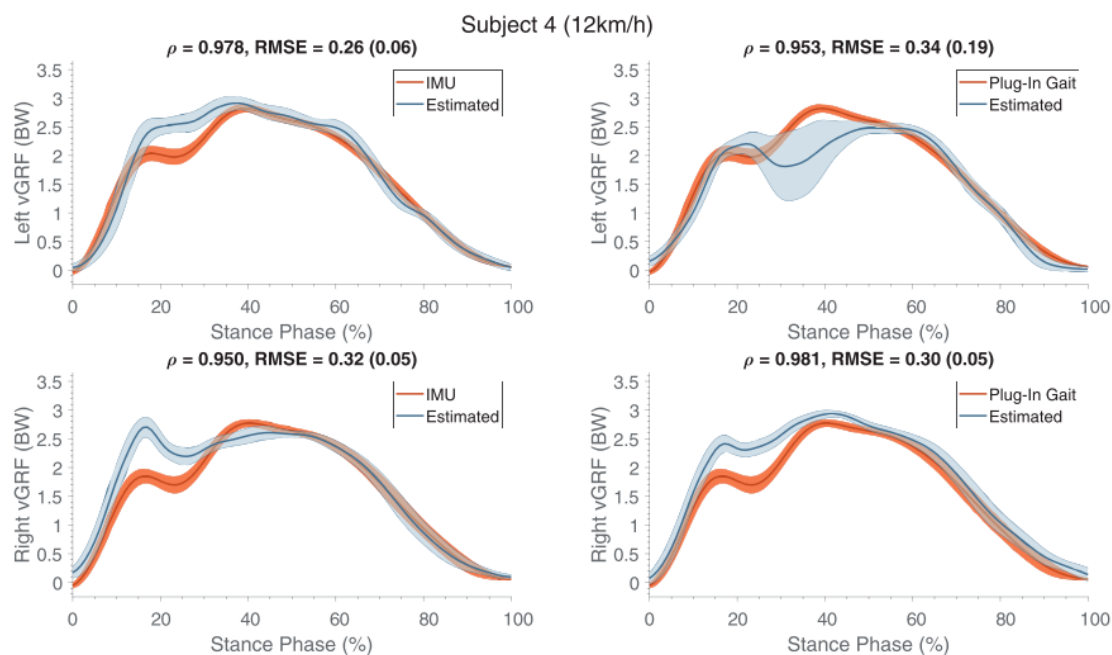 Subject 4 (12km/h)
ρ = 0.978, RMSE = 0.26 (0.06)
3.5
3
2.5
2
1.5
1
0.5
0
Left vGRF (BW)
IMU
Estimated
0 20 40 60 80 100
Stance Phase (%)
ρ = 0.953, RMSE = 0.34 (0.19)
3.5
3
2.5
2
1.5
1
0.5
0
Left vGRF (BW)
Plug-In Gait
Estimated
0 20 40 60 80 100
Stance Phase (%)
ρ = 0.950, RMSE = 0.32 (0.05)
3.5
3
2.5
2
1.5
1
0.5
0
Right vGRF (BW)
IMU
Estimated
0 20 40 60 80 100
Stance Phase (%)
ρ = 0.981, RMSE = 0.30 (0.05)
3.5
3
2.5
2
1.5
1
0.5
0
Right vGRF (BW)
Plug-In Gait
Estimated
0 20 40 60 80 100
Stance Phase (%)